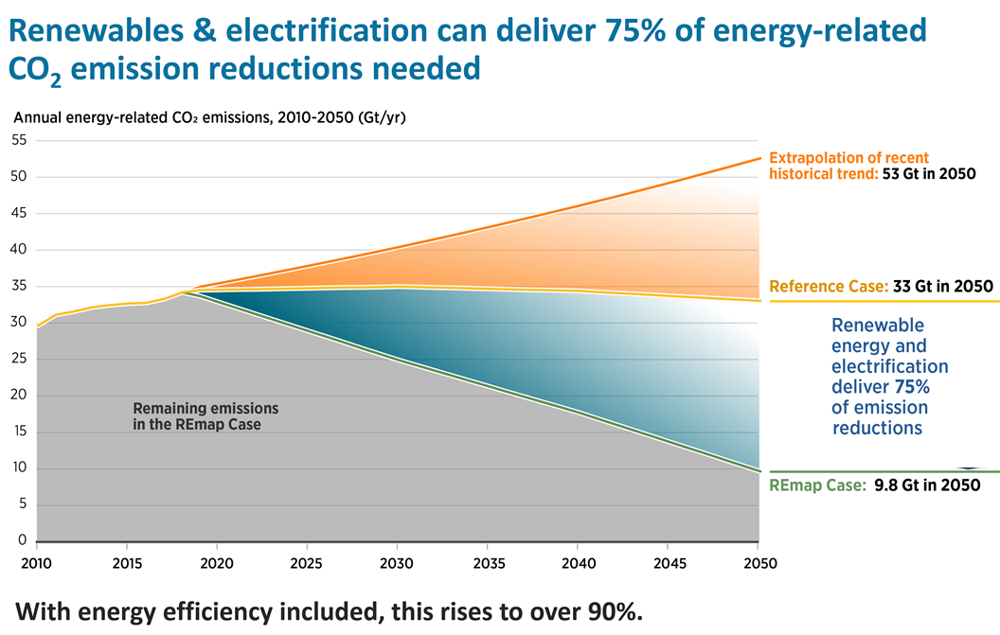 Renewables & electrification can deliver 75% of energy-related
CO₂ emission reductions needed
Annual energy-related CO₂ emissions, 2010-2050 (Gt/yr)
55
50
45
40
35
30
25
20
15
10
5
0
2010 2015 2020 2025 2030 2035 2040 2045 2050
Extrapolation of recent
historical trend: 53 Gt in 2050
Reference Case: 33 Gt in 2050
Renewable
energy and
electrification
deliver 75%
of emission
reductions
REmap Case: 9.8 Gt in 2050
Remaining emissions
in the REmap Case
With energy efficiency included, this rises to over 90%.